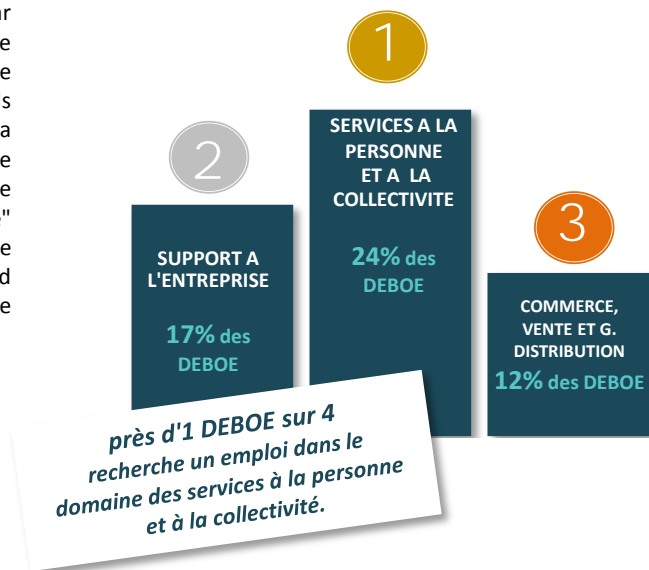 1
SERVICES A LA
PERSONNE
ET A LA
COLLECTIVITE
24% des
DEBOE
2
SUPPORT A
L'ENTREPRISE
17% des
DEBOE
3
COMMERCE,
VENTE ET G.
DISTRIBUTION
12% des DEBOE
près d'1 DEBOE sur 4
recherche un emploi dans le
domaine des services à la personne
et à la collectivité.